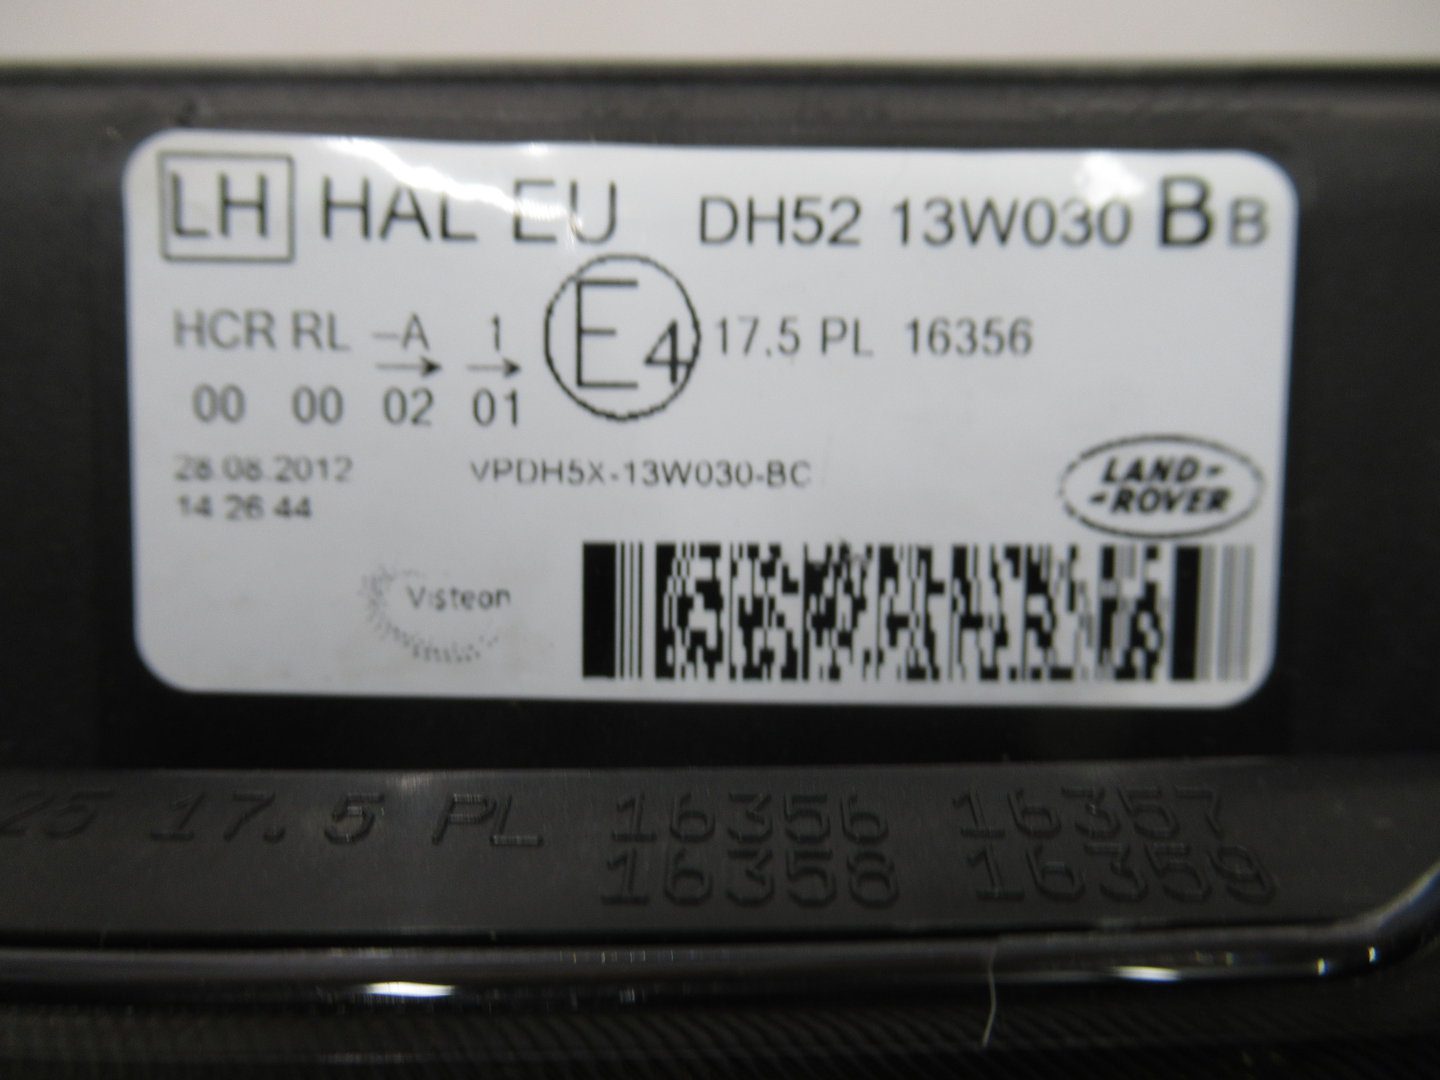 LH HAL EU DH52 13W030 B B
HCR RL –A 1 E4 17.5 PL 16356
→ →
00 00 02 01
28.08.2012 VPDH5X-13W030-BC
14 26 44
LAND-
-ROVER
Visteon
25 17.5 PL 16356 16357
16358 16359